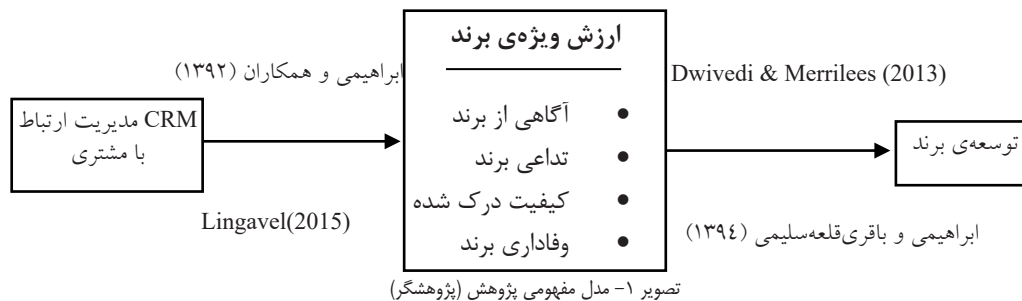 ارزش ویژه‌ی برند
آگاهی از برند
تداعی برند
کیفیت درک شده
وفاداری برند
ابراهیمی و همکاران (۱۳۹۲)
Lingavel(2015)
CRM مدیریت ارتباط
با مشتری
Dwivedi & Merrilees (2013)
ابراهیمی و باقری‌قلعه‌سلیمی (۱۳۹٤)
توسعه‌ی برند
تصویر ۱- مدل مفهومی پژوهش (پژوهشگر)